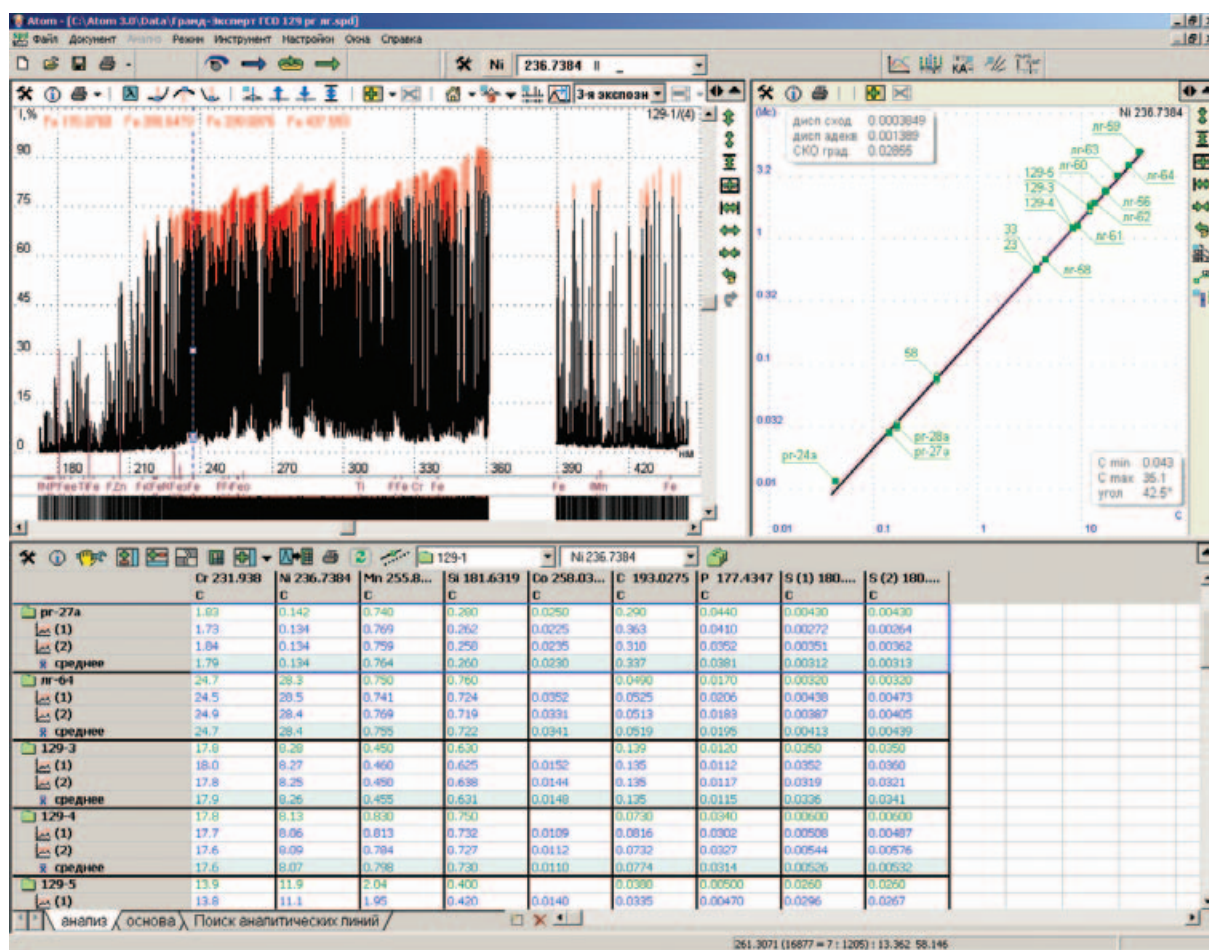 Atom - [C:\Atom 3.0\Data\Гранд-Эксперт ГСО 129 рг лг.spd]
Файл Документ Анализ Режим Инструмент Настройки Окна Справка
Ni 236.7384 II
3-я экспозн
I,%
129-1/(4)
90
75
60
45
30
15
0
180 210 240 270 300 330 360 390 420 нм
(Ме)
дисп сход 0.0003849
дисп адекв 0.001389
СКО град. 0.02855
Ni 236.7384
лг-59
лг-63
лг-60
лг-64
129-5
129-3
129-4
лг-56
лг-62
лг-61
33
23
лг-58
58
рг-28а
рг-27а
рг-24а
3.2
1
0.32
0.1
0.032
0.01
0.01 0.1 1 10 C
C min 0.043
C max 35.1
угол 42.5°
129-1 Ni 236.7384
Cr 231.938 Ni 236.7384 Mn 255.8... Si 181.6319 Co 258.03... C 193.0275 P 177.4347 S (1) 180.... S (2) 180....
C C C C C C C C C
рг-27а 1.83 0.142 0.740 0.280 0.0250 0.290 0.0440 0.00430 0.00430
(1) 1.73 0.134 0.769 0.262 0.0225 0.363 0.0410 0.00272 0.00264
(2) 1.84 0.134 0.759 0.258 0.0235 0.310 0.0352 0.00351 0.00362
среднее 1.79 0.134 0.764 0.260 0.0230 0.337 0.0381 0.00312 0.00313
лг-64 24.7 28.3 0.750 0.760 0.0490 0.0170 0.00320 0.00320
(1) 24.5 28.5 0.741 0.724 0.0352 0.0525 0.0206 0.00438 0.00473
(2) 24.9 28.4 0.769 0.719 0.0331 0.0513 0.0183 0.00387 0.00405
среднее 24.7 28.4 0.755 0.722 0.0341 0.0519 0.0195 0.00413 0.00439
129-3 17.8 8.28 0.450 0.630 0.139 0.0120 0.0350 0.0350
(1) 18.0 8.27 0.460 0.625 0.0152 0.135 0.0112 0.0352 0.0360
(2) 17.8 8.25 0.450 0.638 0.0144 0.135 0.0117 0.0319 0.0321
среднее 17.9 8.26 0.455 0.631 0.0148 0.135 0.0115 0.0336 0.0341
129-4 17.8 8.13 0.830 0.750 0.0730 0.0340 0.00600 0.00600
(1) 17.7 8.06 0.813 0.732 0.0109 0.0816 0.0302 0.00508 0.00487
(2) 17.6 8.09 0.784 0.727 0.0112 0.0732 0.0327 0.00544 0.00576
среднее 17.6 8.07 0.798 0.730 0.0110 0.0774 0.0314 0.00526 0.00532
129-5 13.9 11.9 2.04 0.400 0.0380 0.00500 0.0260 0.0260
(1) 13.8 11.1 1.95 0.420 0.0140 0.0335 0.00470 0.0296 0.0267
анализ основа Поиск аналитических линий
261.3071 (16877 = 7 : 1205) : 13.362 58.146